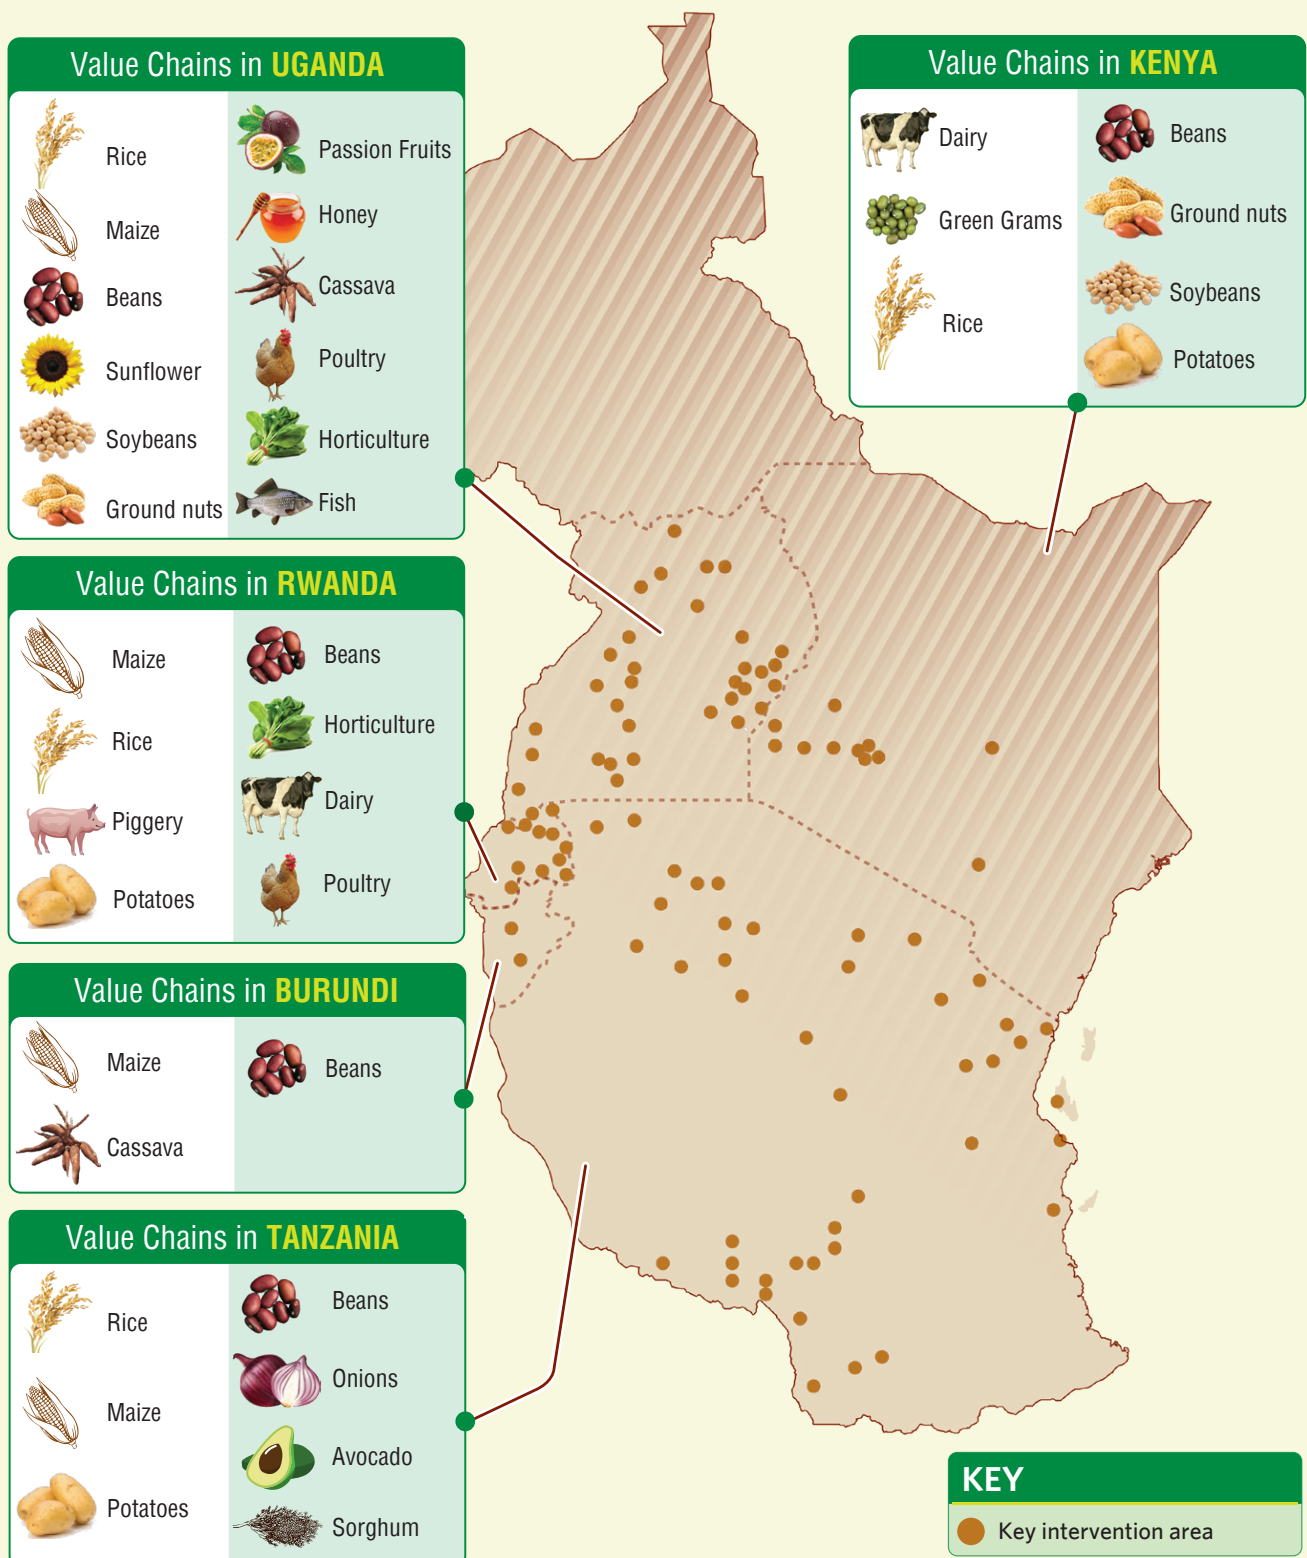 Value Chains in UGANDA
Rice
Maize
Beans
Sunflower
Soybeans
Ground nuts
Passion Fruits
Honey
Cassava
Poultry
Horticulture
Fish
Value Chains in KENYA
Dairy
Green Grams
Rice
Beans
Ground nuts
Soybeans
Potatoes
Value Chains in RWANDA
Maize
Rice
Piggery
Potatoes
Beans
Horticulture
Dairy
Poultry
Value Chains in BURUNDI
Maize
Cassava
Beans
Value Chains in TANZANIA
Rice
Maize
Potatoes
Beans
Onions
Avocado
Sorghum
KEY
Key intervention area